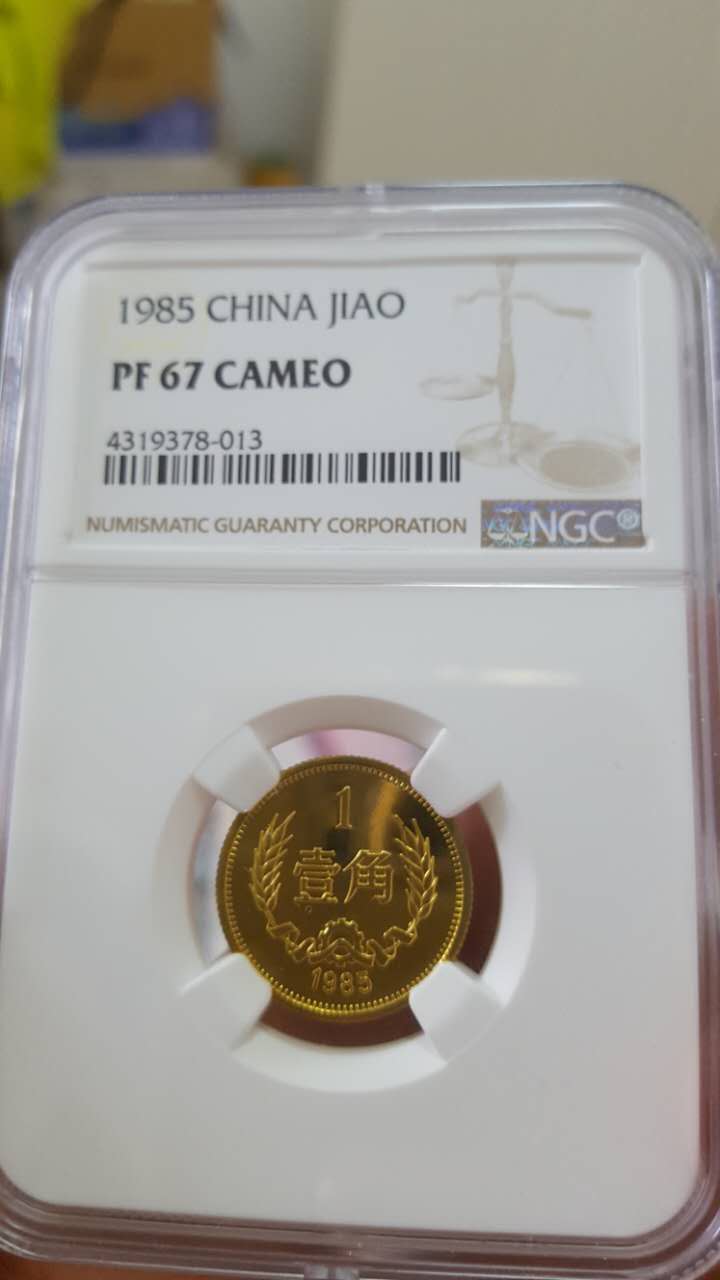 1985 CHINA JIAO
PF 67 CAMEO
4319378-013
NUMISMATIC GUARANTY CORPORATION
NGC®
1
壹角
1985